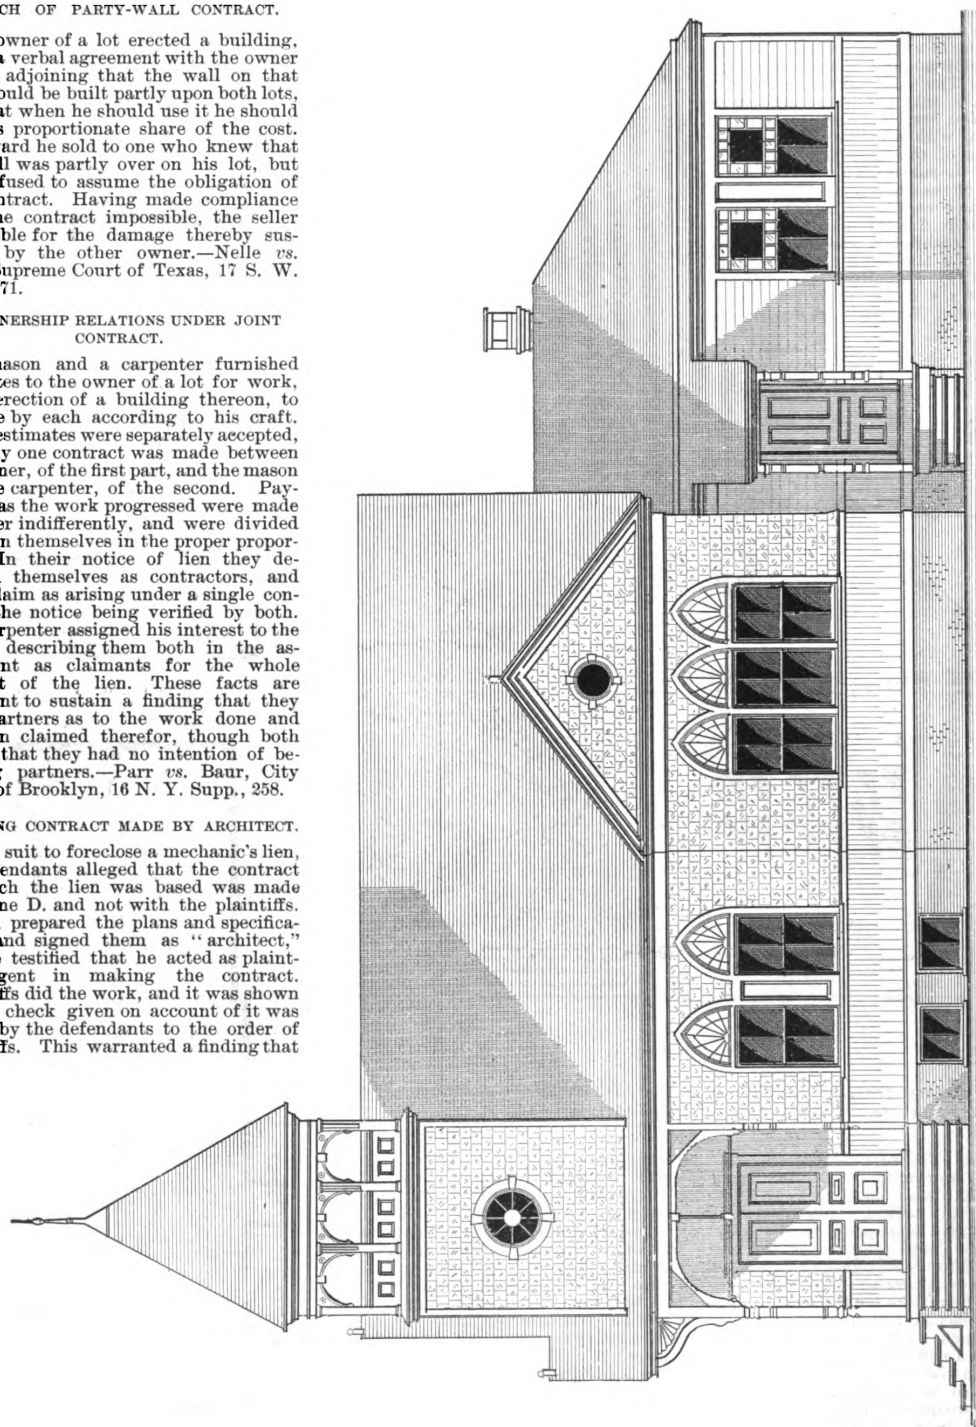 CH OF PARTY-WALL CONTRACT.
owner of a lot erected a building,
verbal agreement with the owner
adjoining that the wall on that
ould be built partly upon both lots,
at when he should use it he should
s proportionate share of the cost.
ard he sold to one who knew that
ll was partly over on his lot, but
fused to assume the obligation of
ntract. Having made compliance
e contract impossible, the seller
ble for the damage thereby sus-
by the other owner.—Nelle vs.
Supreme Court of Texas, 17 S. W.
71.
NERSHIP RELATIONS UNDER JOINT
CONTRACT.
ason and a carpenter furnished
es to the owner of a lot for work,
erection of a building thereon, to
e by each according to his craft.
estimates were separately accepted,
y one contract was made between
ner, of the first part, and the mason
e carpenter, of the second. Pay-
as the work progressed were made
er indifferently, and were divided
n themselves in the proper propor-
In their notice of lien they de-
themselves as contractors, and
laim as arising under a single con-
he notice being verified by both.
rpenter assigned his interest to the
describing them both in the as-
nt as claimants for the whole
t of the lien. These facts are
nt to sustain a finding that they
artners as to the work done and
n claimed therefor, though both
that they had no intention of be-
partners.—Parr vs. Baur, City
of Brooklyn, 16 N. Y. Supp., 258.
NG CONTRACT MADE BY ARCHITECT.
suit to foreclose a mechanic's lien,
endants alleged that the contract
ch the lien was based was made
ne D. and not with the plaintiffs.
prepared the plans and specifica-
nd signed them as "architect,"
testified that he acted as plaint-
gent in making the contract.
ffs did the work, and it was shown
check given on account of it was
by the defendants to the order of
fs. This warranted a finding that